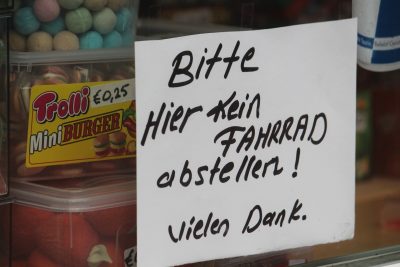 Trolli
€0,25
Mini BURGER
Bitte
Hier kein
FAHRRAD
abstellen!
Vielen Dank.